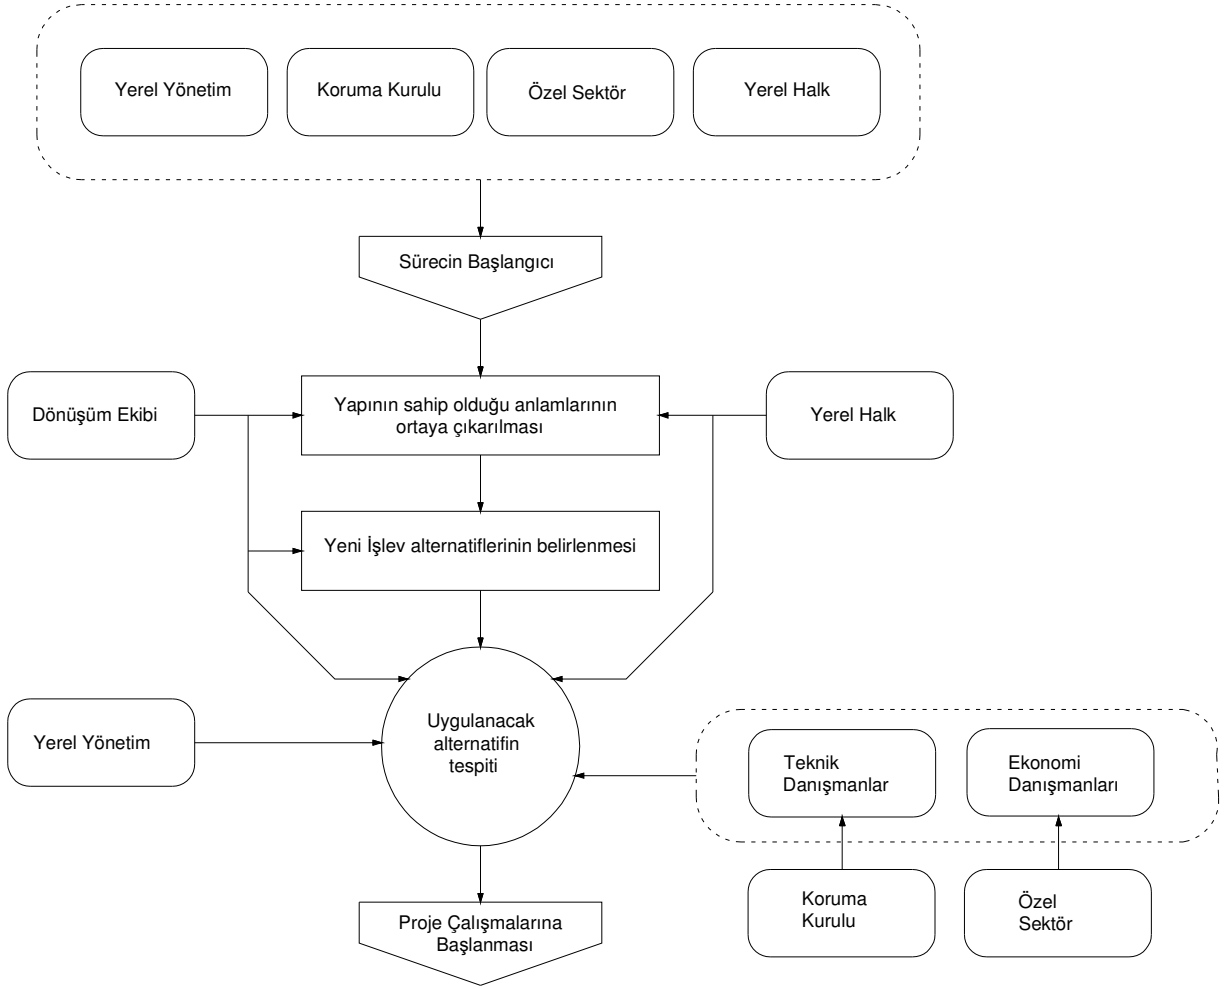 Yerel Yönetim
Koruma Kurulu
Özel Sektör
Yerel Halk
Sürecin Başlangıcı
Dönüşüm Ekibi
Yapının sahip olduğu anlamlarının
ortaya çıkarılması
Yerel Halk
Yeni İşlev alternatiflerinin belirlenmesi
Yerel Yönetim
Uygulanacak
alternatifin
tespiti
Teknik
Danışmanlar
Ekonomi
Danışmanları
Koruma
Kurulu
Özel
Sektör
Proje Çalışmalarına
Başlanması